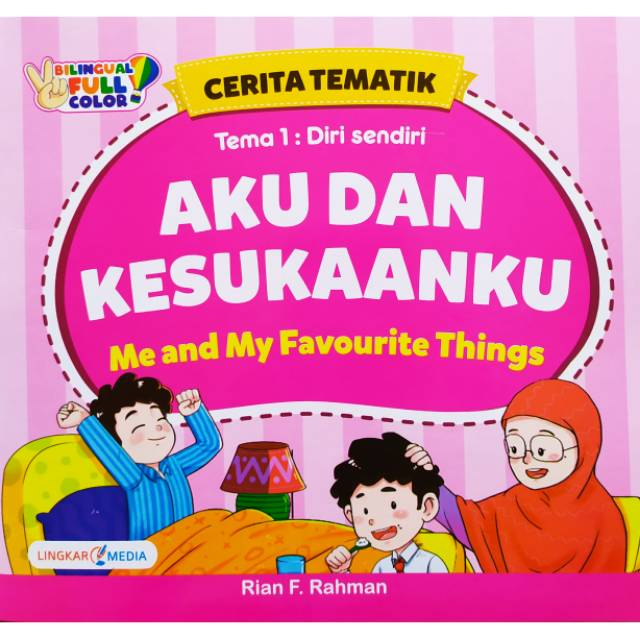 BILINGUAL
FULL
COLOR
CERITA TEMATIK
Tema 1 : Diri sendiri
AKU DAN
KESUKAANKU
Me and My Favourite Things
LINGKAR MEDIA
Rian F. Rahman